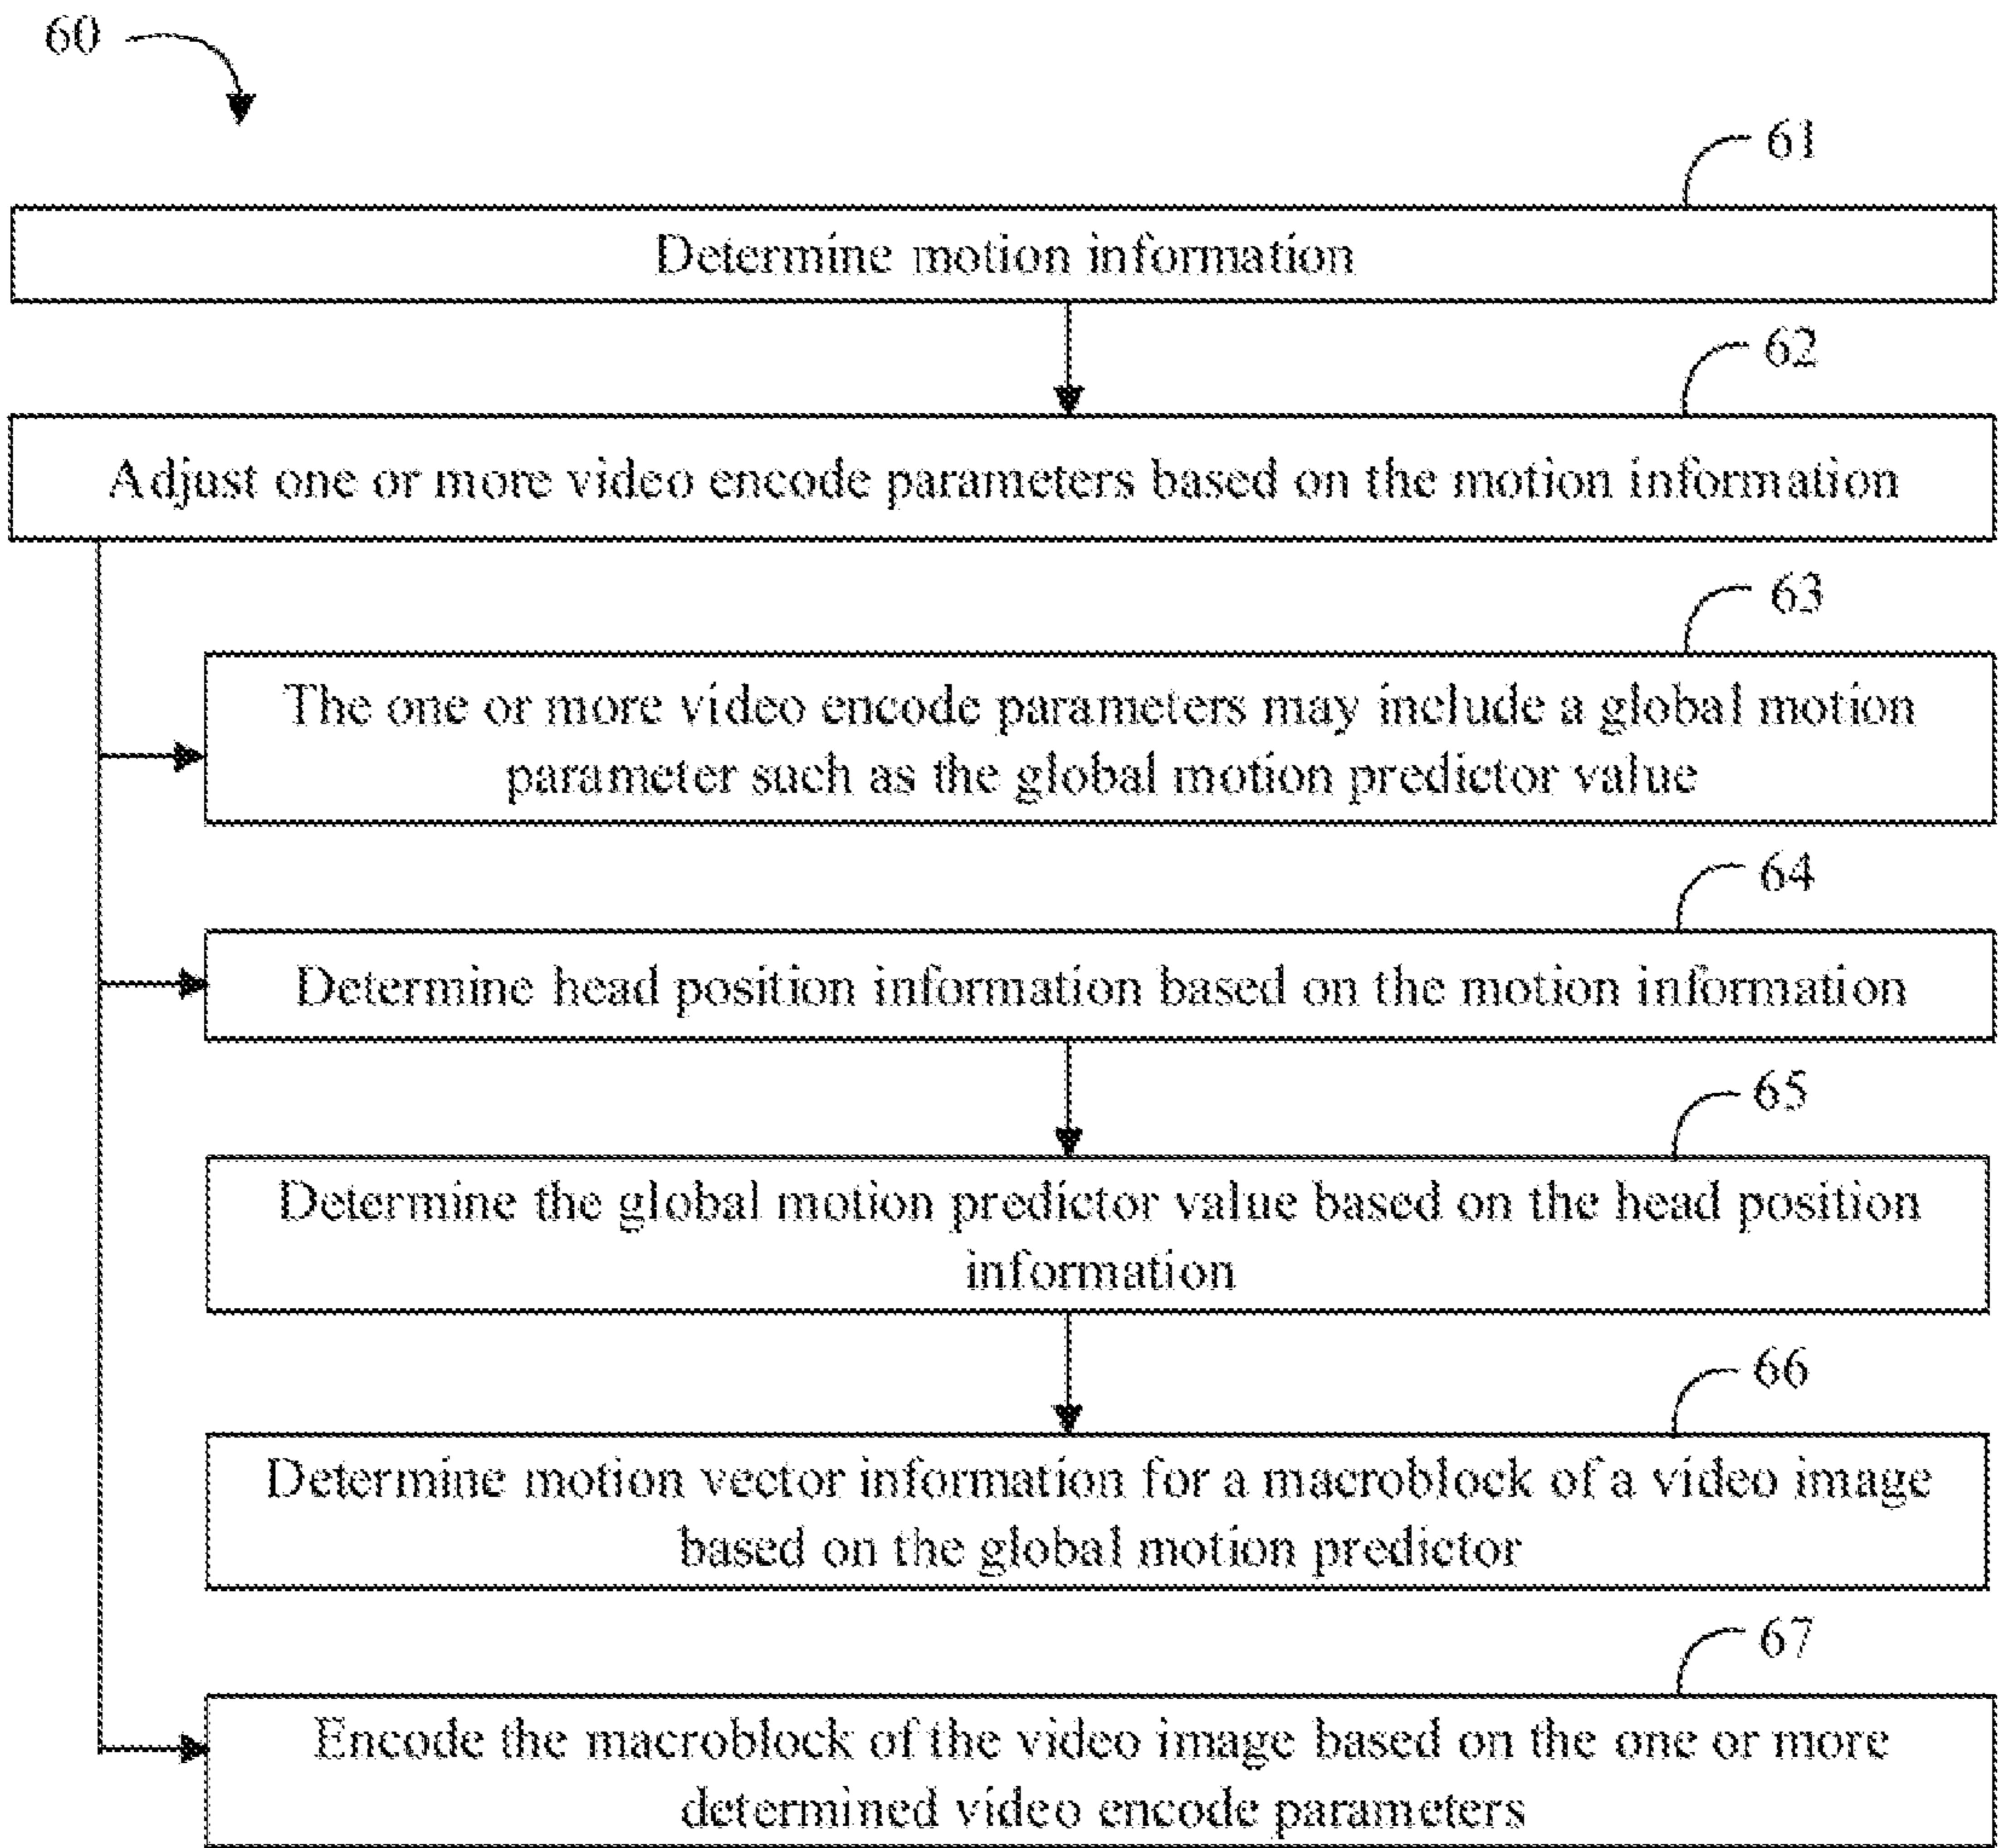 60
61
Determine motion information
62
Adjust one or more video encode parameters based on the motion information
63
The one or more video encode parameters may include a global motion
parameter such as the global motion predictor value
64
Determine head position information based on the motion information
65
Determine the global motion predictor value based on the head position
information
66
Determine motion vector information for a macroblock of a video image
based on the global motion predictor
67
Encode the macroblock of the video image based on the one or more
determined video encode parameters